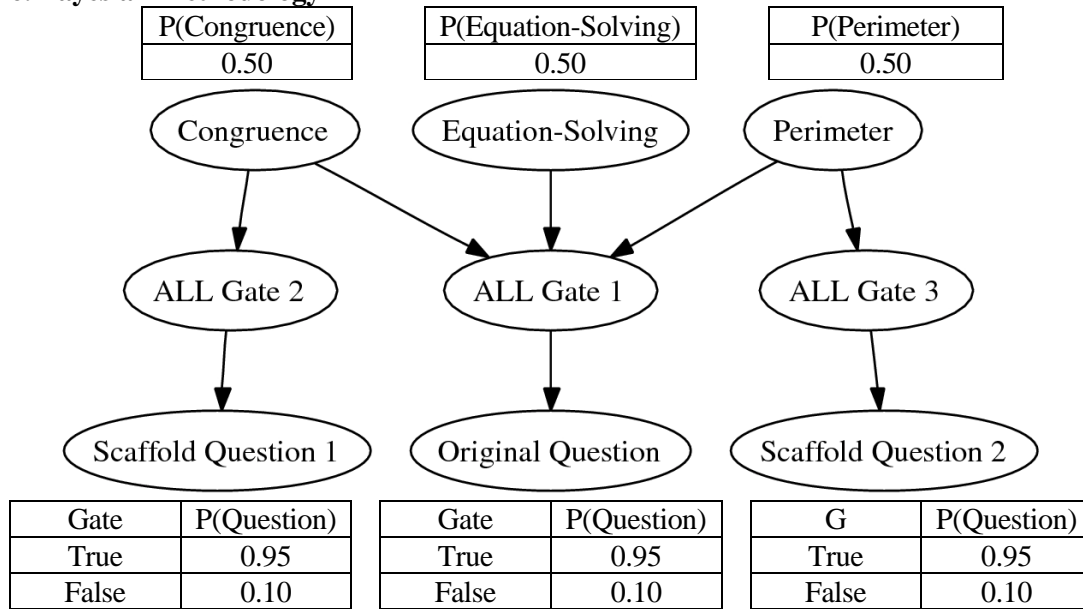 P(Congruence) P(Equation-Solving) P(Perimeter)
0.50 0.50 0.50
Congruence Equation-Solving Perimeter
ALL Gate 2 ALL Gate 1 ALL Gate 3
Scaffold Question 1 Original Question Scaffold Question 2
Gate P(Question) Gate P(Question) G P(Question)
True 0.95 True 0.95 True 0.95
False 0.10 False 0.10 False 0.10